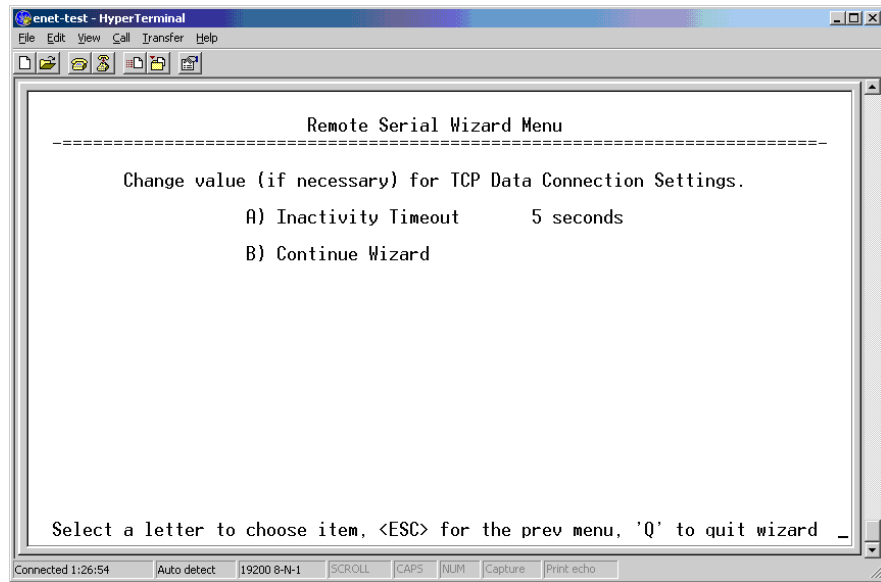 enet-test - HyperTerminal
File Edit View Call Transfer Help
Remote Serial Wizard Menu
-==========================================================================-
Change value (if necessary) for TCP Data Connection Settings.
A) Inactivity Timeout 5 seconds
B) Continue Wizard
Select a letter to choose item, <ESC> for the prev menu, 'Q' to quit wizard _
Connected 1:26:54 Auto detect 19200 8-N-1 SCROLL CAPS NUM Capture Print echo